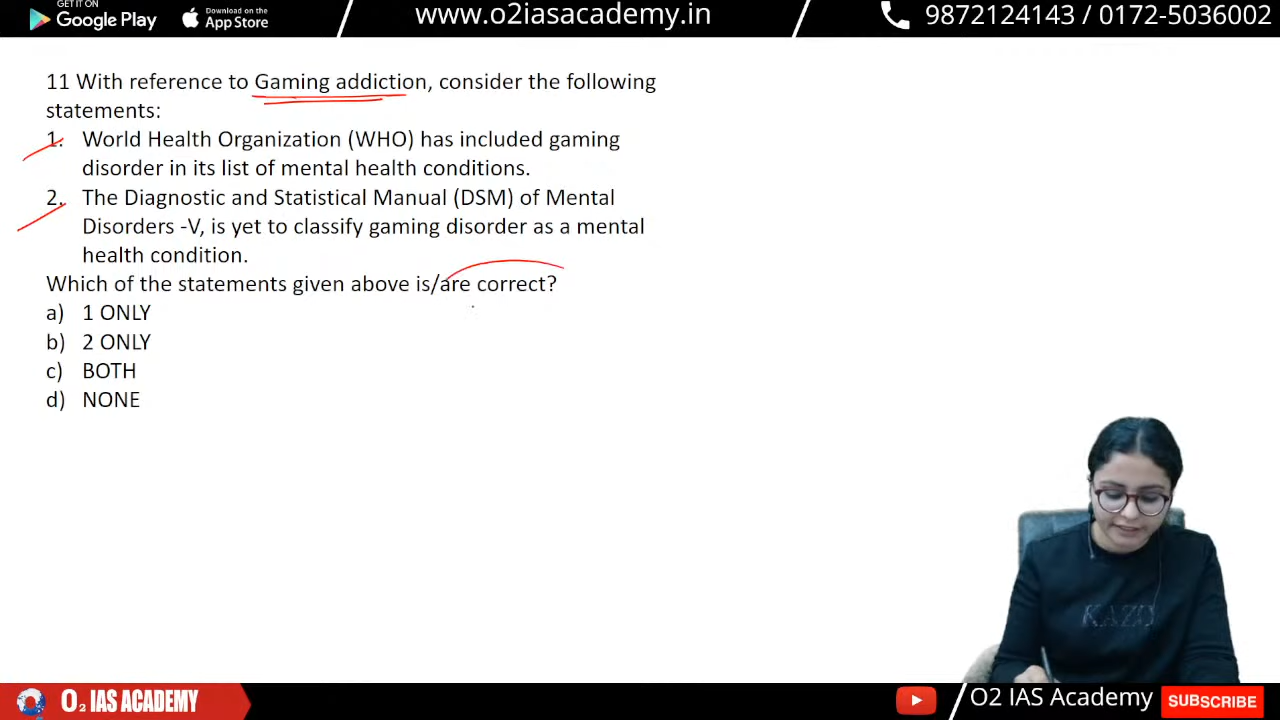 GET IT ON
Google Play
Download on the
App Store
www.o2iasacademy.in
9872124143 / 0172-5036002
11 With reference to Gaming addiction, consider the following
statements:
1. World Health Organization (WHO) has included gaming
disorder in its list of mental health conditions.
2. The Diagnostic and Statistical Manual (DSM) of Mental
Disorders -V, is yet to classify gaming disorder as a mental
health condition.
Which of the statements given above is/are correct?
a) 1 ONLY
b) 2 ONLY
c) BOTH
d) NONE
KAZO
O2 IAS ACADEMY
O2 IAS Academy
SUBSCRIBE